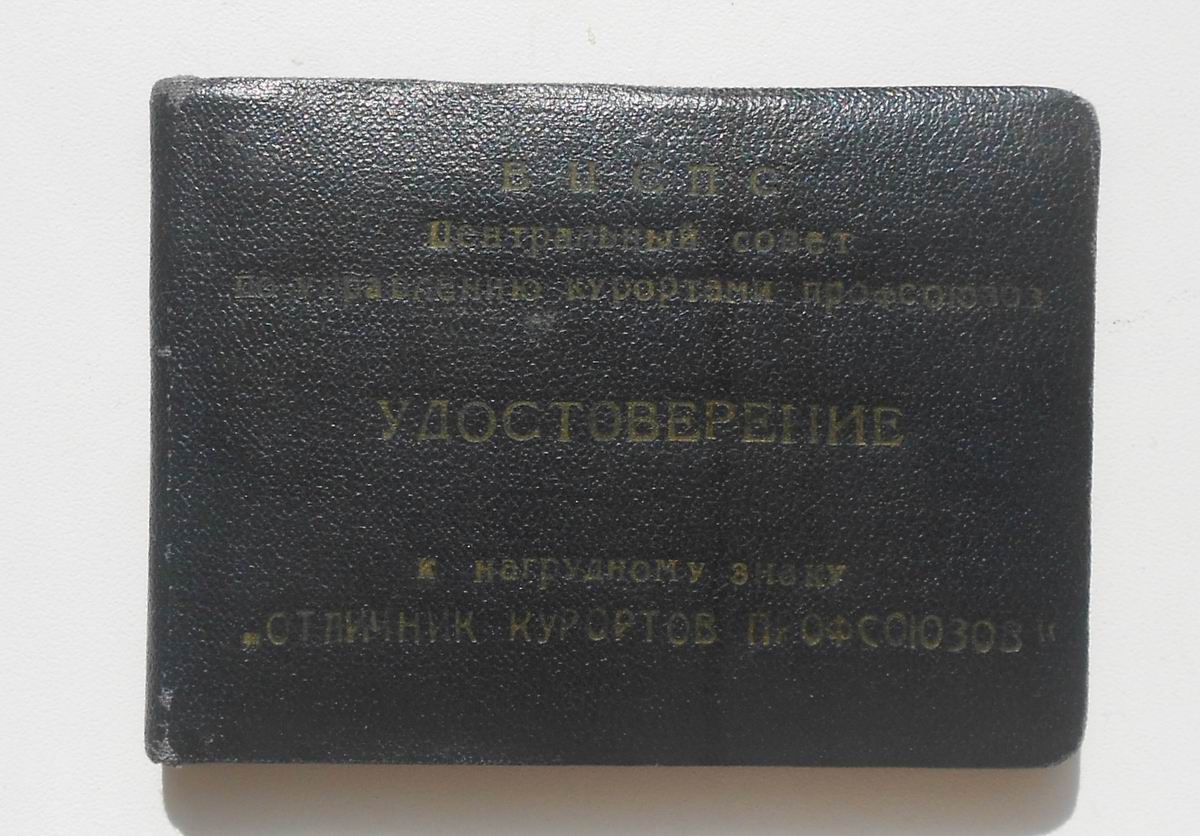 ВЦСПС
Центральный совет
по управлению курортами профсоюзов
УДОСТОВЕРЕНИЕ
к нагрудному знаку
„ОТЛИЧНИК КУРОРТОВ ПРОФСОЮЗОВ“